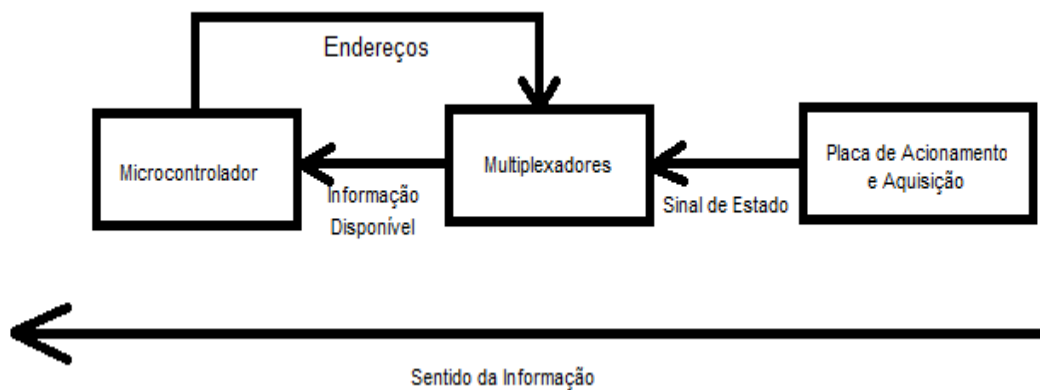 Endereços
Microcontrolador
Multiplexadores
Placa de Acionamento
e Aquisição
Informação
Disponível
Sinal de Estado
Sentido da Informação